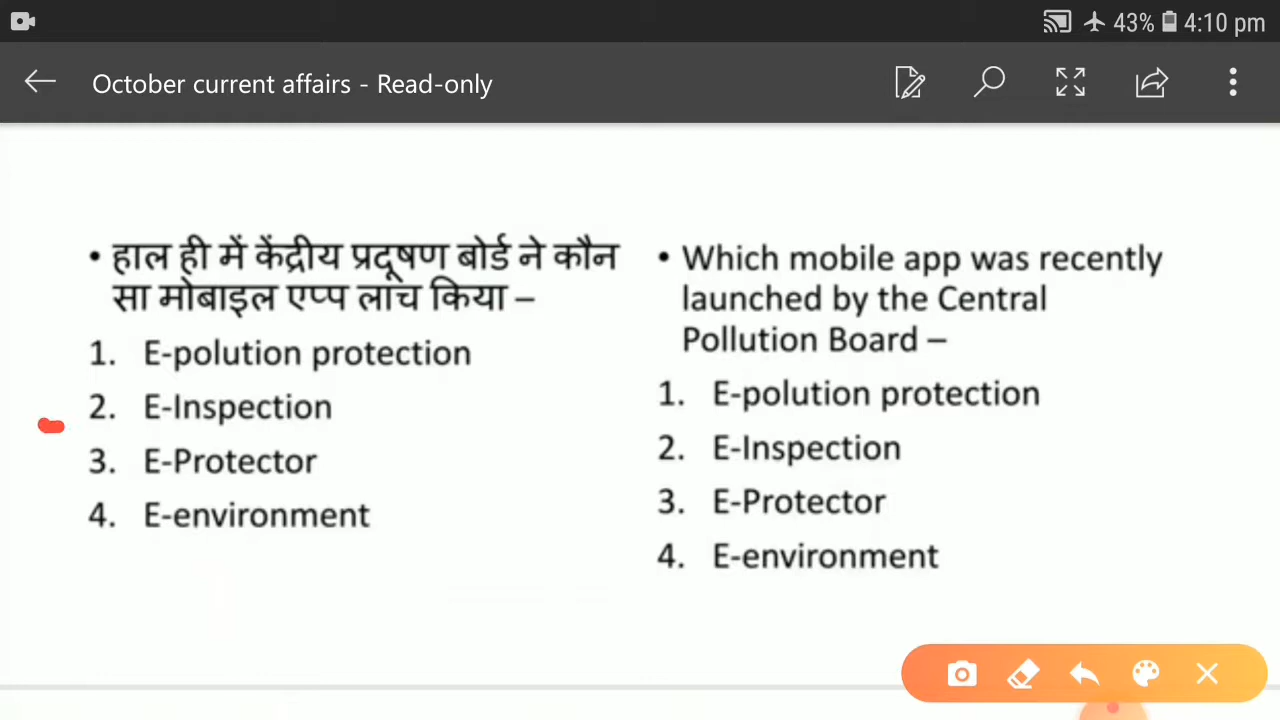 43% 4:10 pm
October current affairs - Read-only
• हाल ही में केंद्रीय प्रदूषण बोर्ड ने कौन
सा मोबाइल एप्प लांच किया –
1. E-polution protection
2. E-Inspection
3. E-Protector
4. E-environment
• Which mobile app was recently
launched by the Central
Pollution Board –
1. E-polution protection
2. E-Inspection
3. E-Protector
4. E-environment